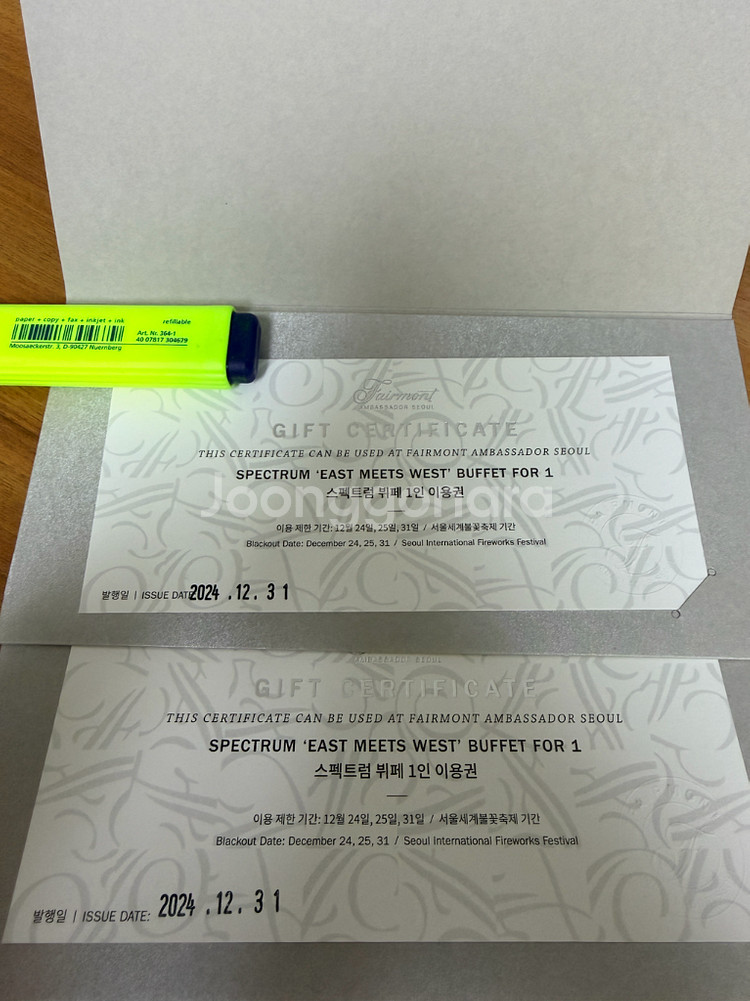 paper + copy + fax + inkjet + ink
refillable
Art. Nr. 364-1
40 07817 304679
Moosaeckerstr. 3, D-90427 Nuernberg
Fairmont
AMBASSADOR SEOUL
GIFT CERTIFICATE
THIS CERTIFICATE CAN BE USED AT FAIRMONT AMBASSADOR SEOUL
SPECTRUM ‘EAST MEETS WEST’ BUFFET FOR 1
스펙트럼 뷔페 1인 이용권
Joonggonara
이용 제한 기간: 12월 24일, 25일, 31일 / 서울세계불꽃축제 기간
Blackout Date: December 24, 25, 31 / Seoul International Fireworks Festival
발행일 | ISSUE DATE 2024 .12. 31
AMBASSADOR SEOUL
GIFT CERTIFICATE
THIS CERTIFICATE CAN BE USED AT FAIRMONT AMBASSADOR SEOUL
SPECTRUM ‘EAST MEETS WEST’ BUFFET FOR 1
스펙트럼 뷔페 1인 이용권
이용 제한 기간: 12월 24일, 25일, 31일 / 서울세계불꽃축제 기간
Blackout Date: December 24, 25, 31 / Seoul International Fireworks Festival
발행일 | ISSUE DATE: 2024 .12. 31